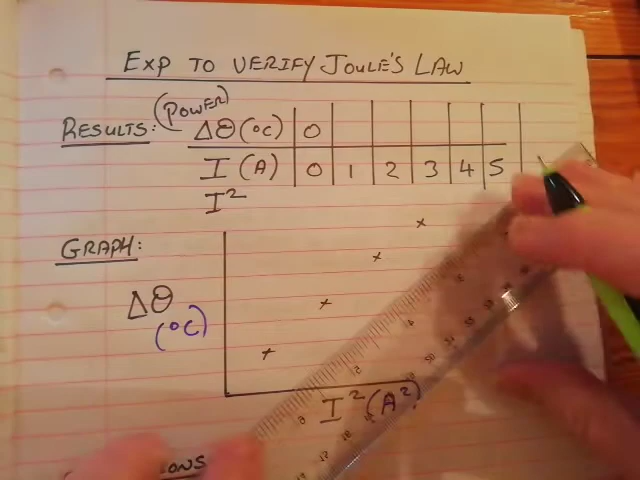 EXP TO VERIFY JOULE'S LAW
(POWER)
RESULTS: Δθ (°C) 0
I (A) 0 1 2 3 4 5
I²
GRAPH:
Δθ
(°C)
I² (A²)